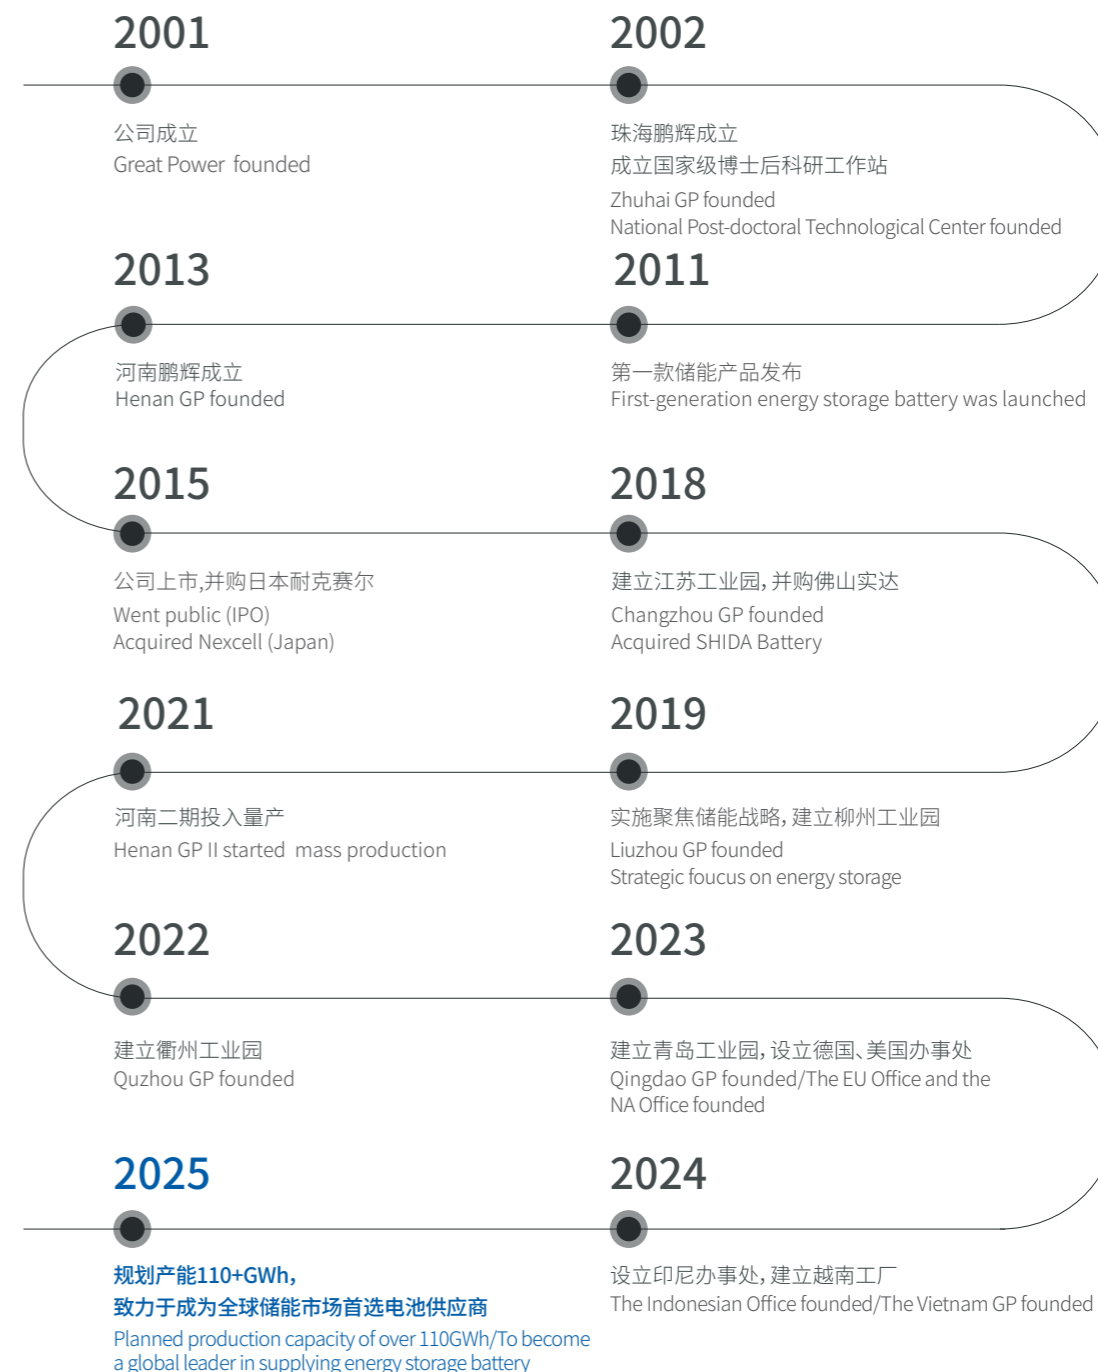 2001
公司成立
Great Power founded
2002
珠海鹏辉成立
成立国家级博士后科研工作站
Zhuhai GP founded
National Post-doctoral Technological Center founded
2011
第一款储能产品发布
First-generation energy storage battery was launched
2013
河南鹏辉成立
Henan GP founded
2015
公司上市,并购日本耐克赛尔
Went public (IPO)
Acquired Nexcell (Japan)
2018
建立江苏工业园，并购佛山实达
Changzhou GP founded
Acquired SHIDA Battery
2019
实施聚焦储能战略，建立柳州工业园
Liuzhou GP founded
Strategic foucus on energy storage
2021
河南二期投入量产
Henan GP II started mass production
2022
建立衢州工业园
Quzhou GP founded
2023
建立青岛工业园，设立德国、美国办事处
Qingdao GP founded/The EU Office and the
NA Office founded
2024
设立印尼办事处，建立越南工厂
The Indonesian Office founded/The Vietnam GP founded
2025
规划产能110+GWh，
致力于成为全球储能市场首选电池供应商
Planned production capacity of over 110GWh/To become
a global leader in supplying energy storage battery